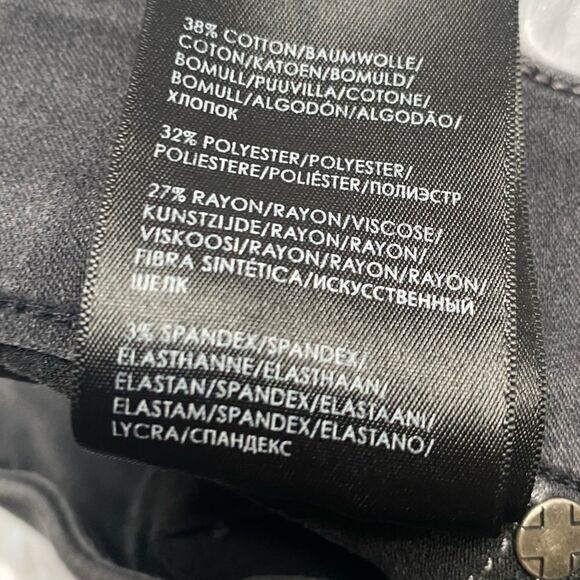 38% COTTON/BAUMWOLLE/
COTON/KATOEN/BOMULD/
BOMULL/PUUVILLA/COTONE/
BOMULL/ALGODÓN/ALGODÃO/
ХЛОПОК
32% POLYESTER/POLYESTER/
POLIESTERE/POLIÉSTER/ПОЛИЭСТР
27% RAYON/RAYON/VISCOSE/
KUNSTZIJDE/RAYON/RAYON/
VISKOOSI/RAYON/RAYON/RAYON/
FIBRA SINTÉTICA/ИСКУССТВЕННЫЙ
ШЕЛК
3% SPANDEX/SPANDEX/
ELASTHANNE/ELASTHAAN/
ELASTAN/SPANDEX/ELASTAANI/
ELASTAM/SPANDEX/ELASTANO/
LYCRA/СПАНДЕКС